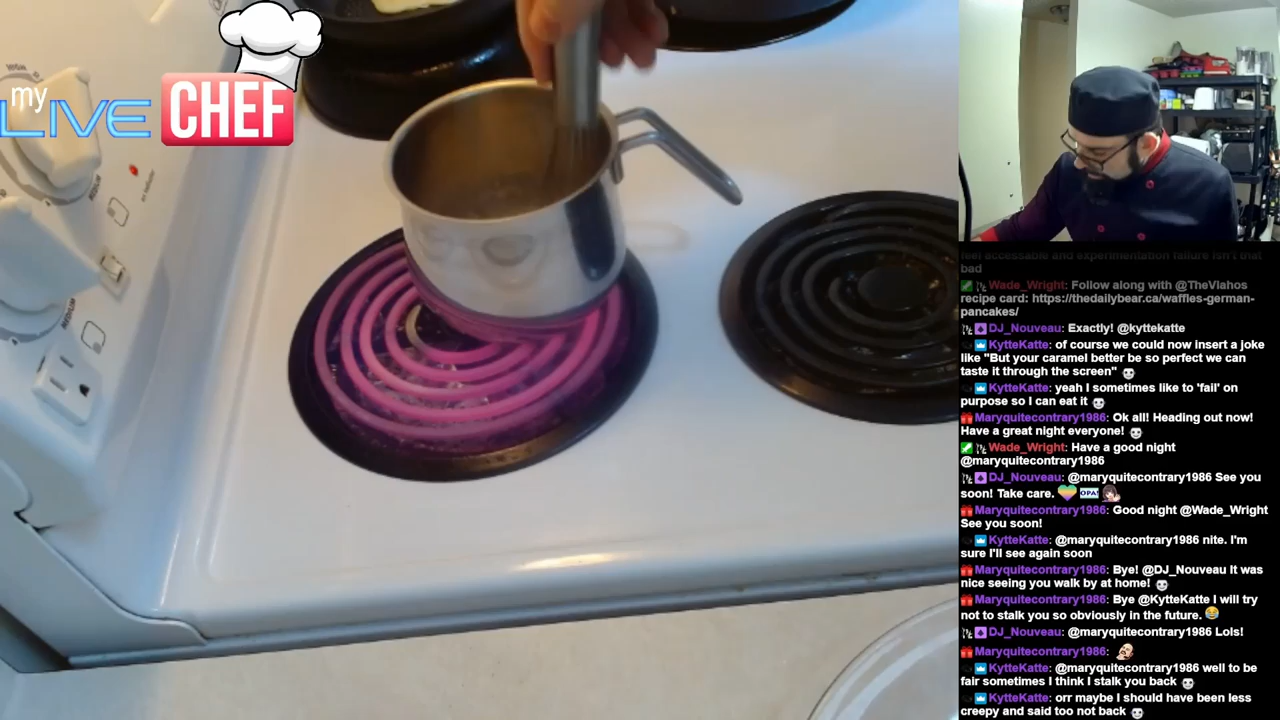 my
LIVE CHEF
HIGH
feel accessable and experimentation failure isn't that
bad
Wade_Wright: Follow along with @TheVlahos
recipe card: https://thedailybear.ca/waffles-german-
pancakes/
DJ_Nouveau: Exactly! @kyttekatte
KytteKatte: of course we could now insert a joke
like "But your caramel better be so perfect we can
taste it through the screen"
KytteKatte: yeah I sometimes like to 'fail' on
purpose so I can eat it
Maryquitecontrary1986: Ok all! Heading out now!
Have a great night everyone!
Wade_Wright: Have a good night
@maryquitecontrary1986
DJ_Nouveau: @maryquitecontrary1986 See you
soon! Take care. OPA!
Maryquitecontrary1986: Good night @Wade_Wright
See you soon!
KytteKatte: @maryquitecontrary1986 nite. I'm
sure I'll see again soon
Maryquitecontrary1986: Bye! @DJ_Nouveau It was
nice seeing you walk by at home!
Maryquitecontrary1986: Bye @KytteKatte I will try
not to stalk you so obviously in the future.
DJ_Nouveau: @maryquitecontrary1986 Lols!
Maryquitecontrary1986:
KytteKatte: @maryquitecontrary1986 well to be
fair sometimes I think I stalk you back
KytteKatte: orr maybe I should have been less
creepy and said too not back